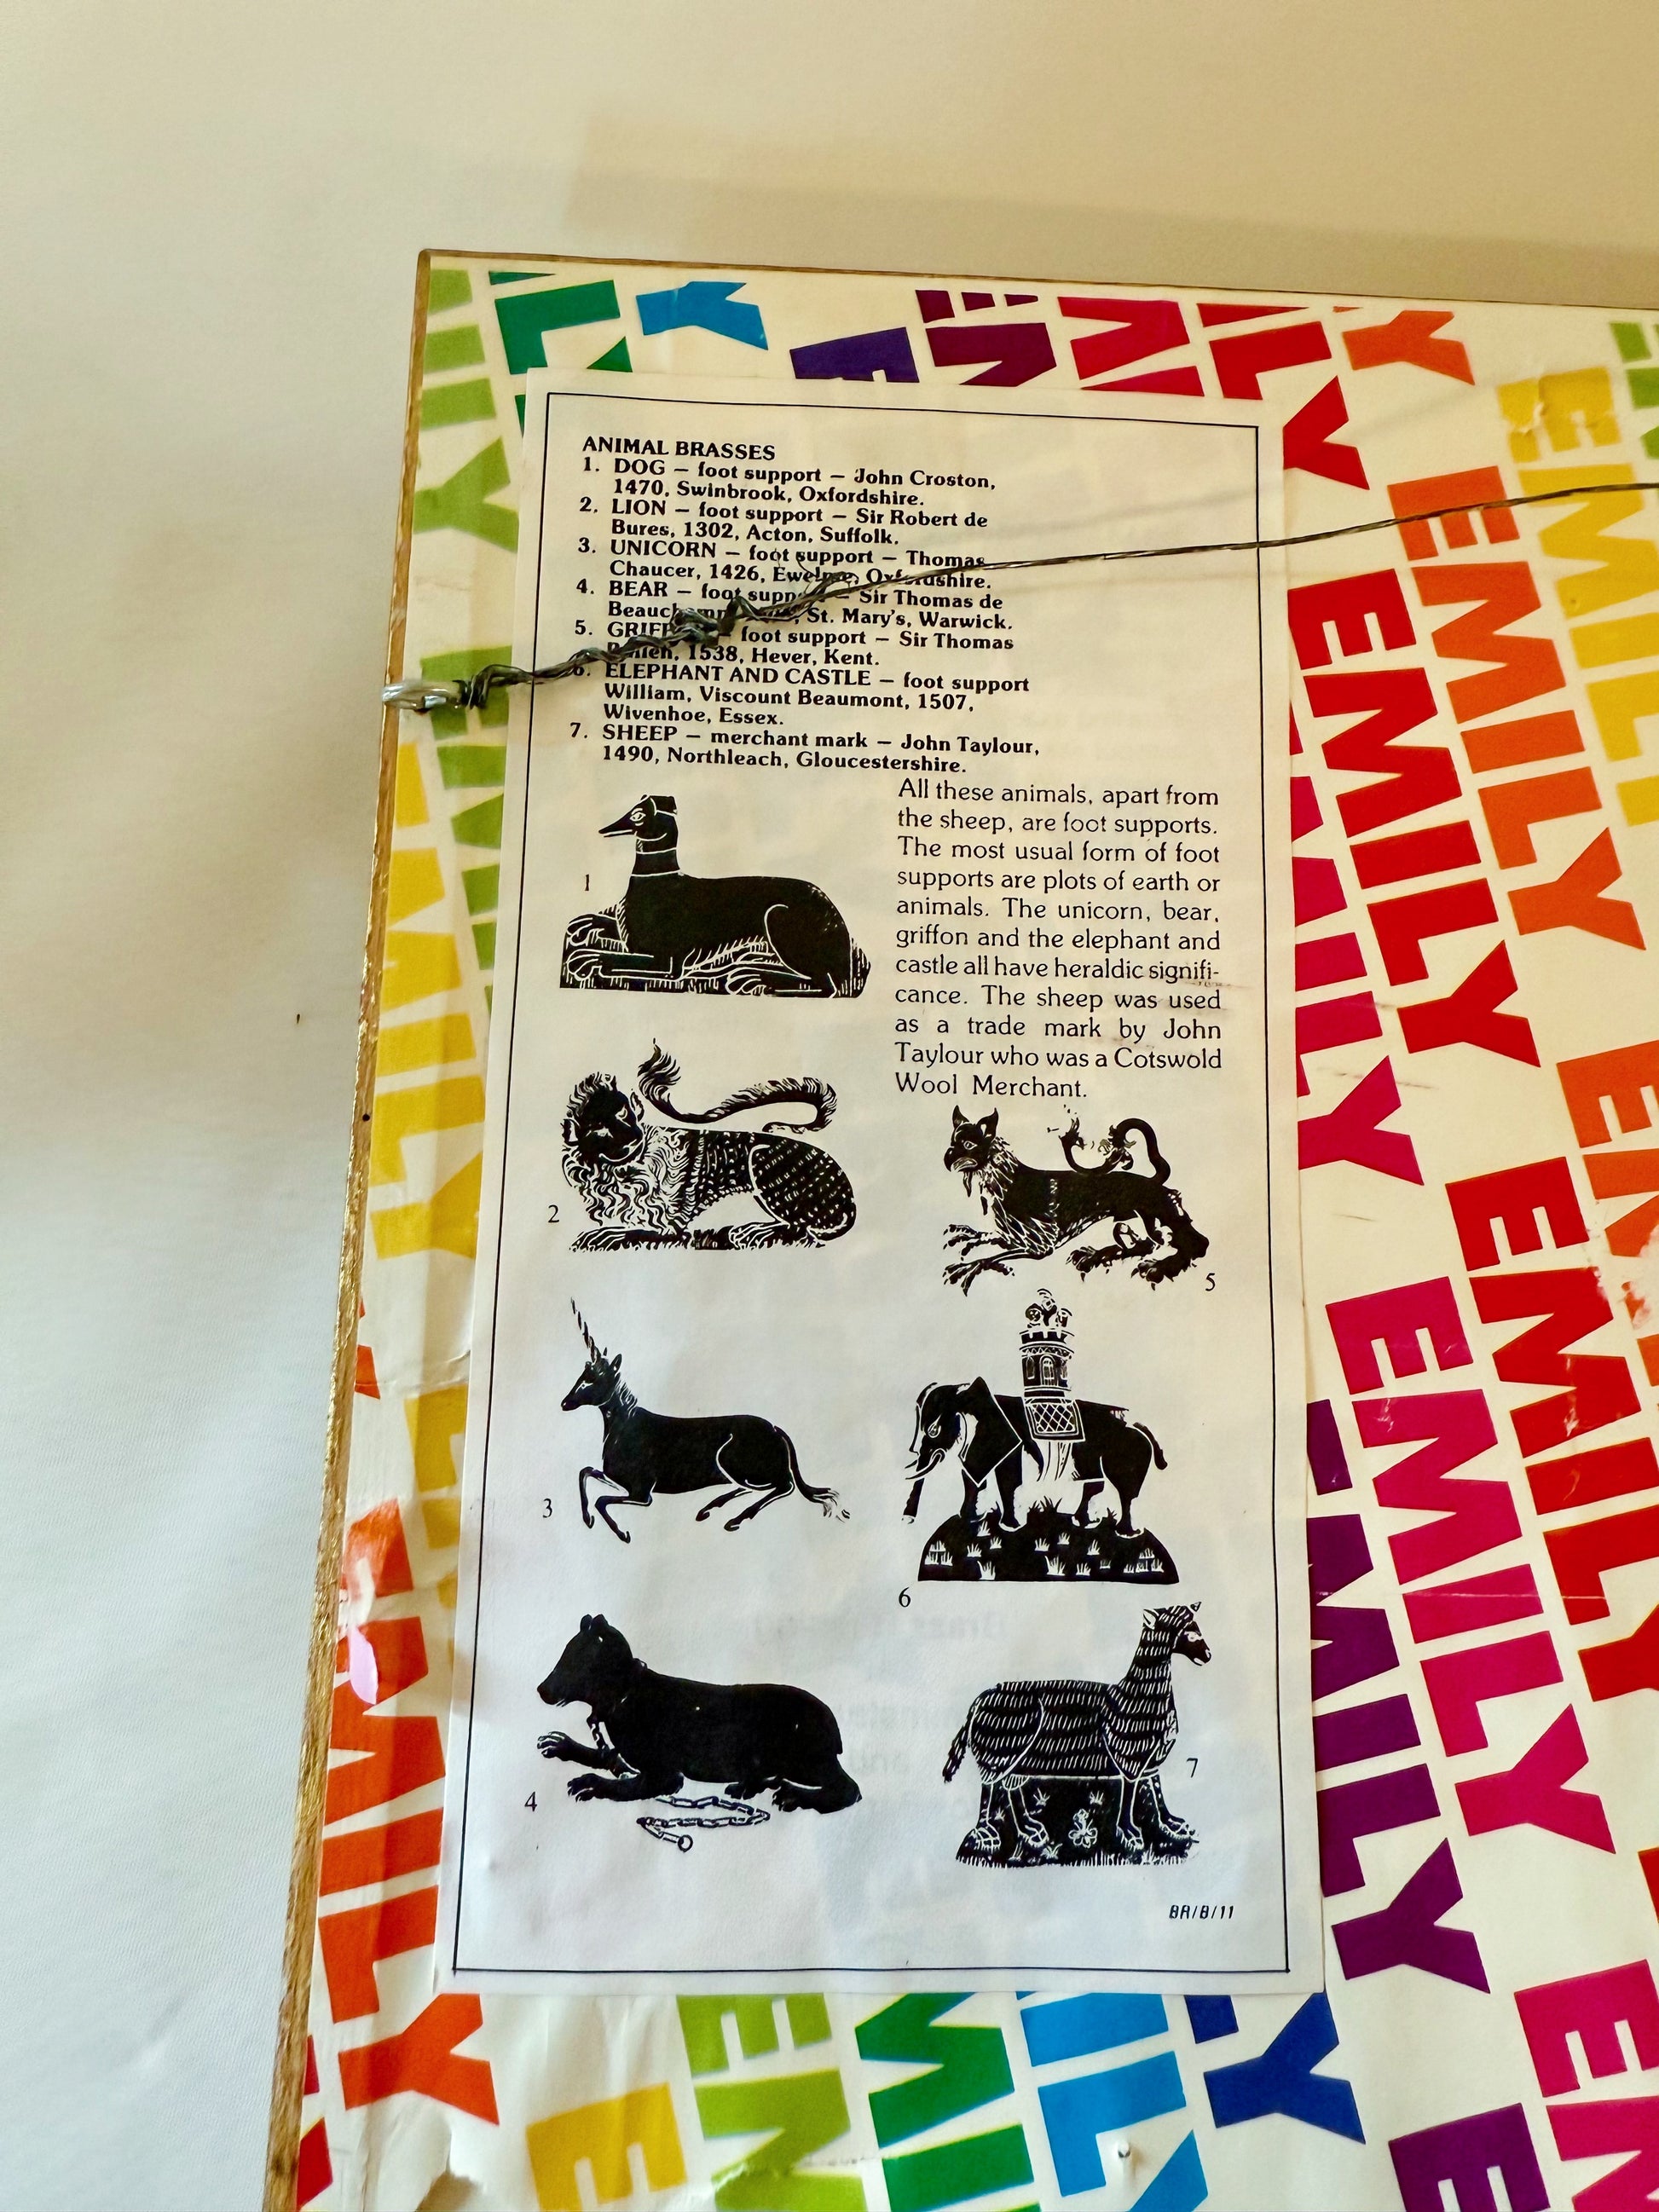 ANIMAL BRASSES
1. DOG – foot support – John Croston,
1470, Swinbrook, Oxfordshire.
2. LION – foot support – Sir Robert de
Bures, 1302, Acton, Suffolk.
3. UNICORN – foot support – Thomas
Chaucer, 1426, Ewelme, Oxfordshire.
4. BEAR – foot support – Sir Thomas de
St. Mary's, Warwick.
5. foot support – Sir Thomas
1538, Hever, Kent.
6. ELEPHANT AND CASTLE – foot support
William, Viscount Beaumont, 1507,
Wivenhoe, Essex.
7. SHEEP – merchant mark – John Taylour,
1490, Northleach, Gloucestershire.
All these animals, apart from
the sheep, are foot supports.
The most usual form of foot
supports are plots of earth or
animals. The unicorn, bear,
griffon and the elephant and
castle all have heraldic signifi-
cance. The sheep was used
as a trade mark by John
Taylour who was a Cotswold
Wool Merchant.
1
2
5
3
6
4
7
BR/B/11
EMILY
EMILY
EMILY
EMILY
EMILY
EMILY
EMILY
EMILY
EMILY
EMILY